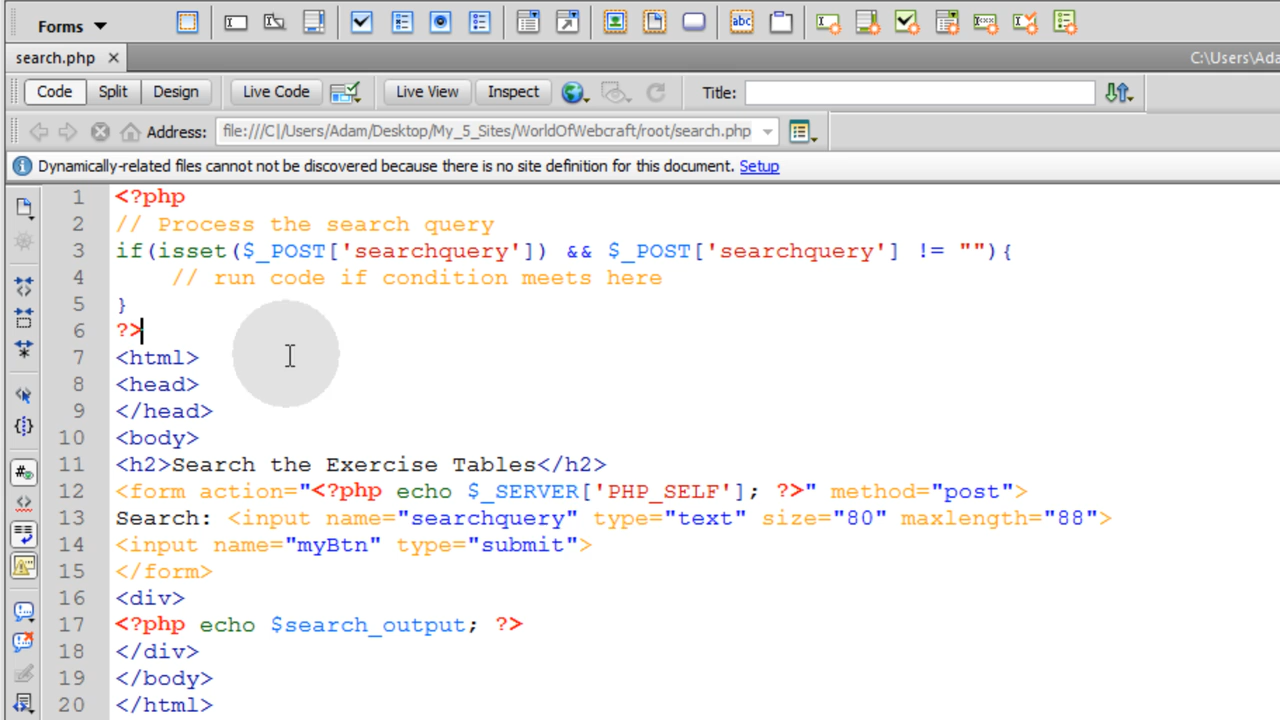 Forms
search.php
C:\Users\Ada
Code Split Design Live Code Live View Inspect Title:
Address: file:///C|/Users/Adam/Desktop/My_5_Sites/WorldOfWebcraft/root/search.php
Dynamically-related files cannot not be discovered because there is no site definition for this document. Setup
1 <?php
2 // Process the search query
3 if(isset($_POST['searchquery']) && $_POST['searchquery'] != ""){
4     // run code if condition meets here
5 }
6 ?>
7 <html>
8 <head>
9 </head>
10 <body>
11 <h2>Search the Exercise Tables</h2>
12 <form action="<?php echo $_SERVER['PHP_SELF']; ?>" method="post">
13 Search: <input name="searchquery" type="text" size="80" maxlength="88">
14 <input name="myBtn" type="submit">
15 </form>
16 <div>
17 <?php echo $search_output; ?>
18 </div>
19 </body>
20 </html>